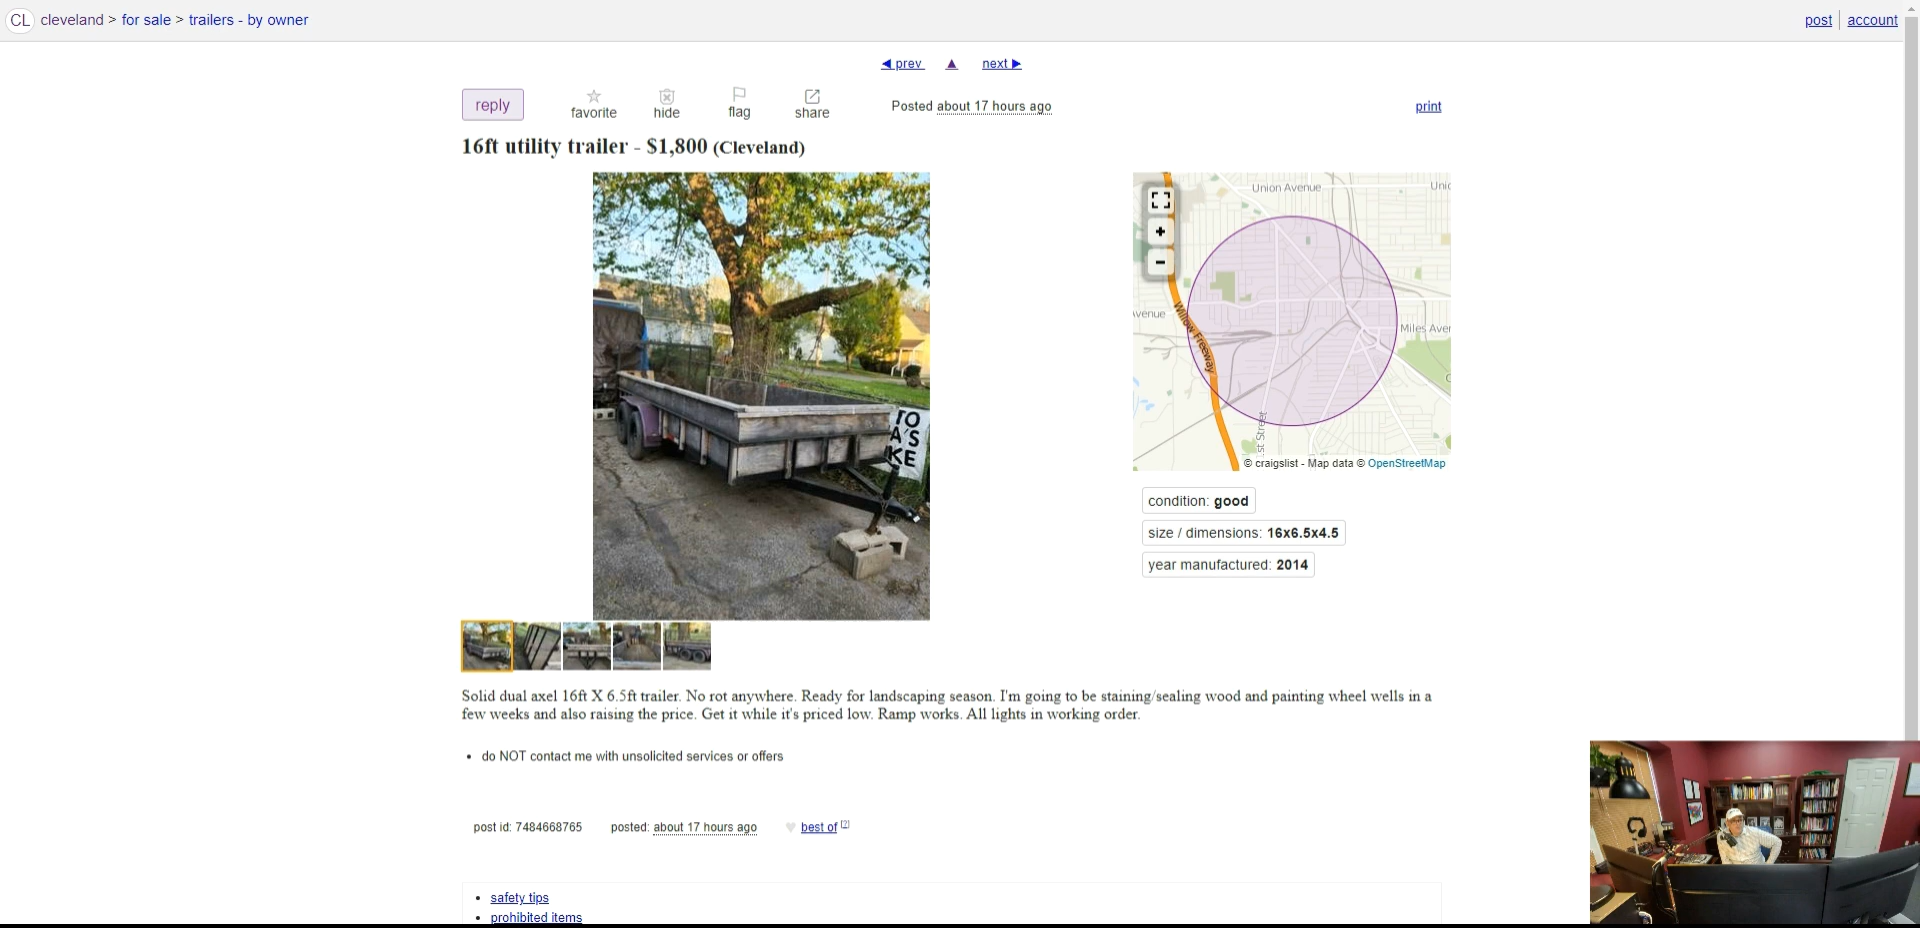 CL cleveland > for sale > trailers - by owner
post account
◀ prev ▲ next ▶
reply
favorite hide flag share
Posted about 17 hours ago
print
16ft utility trailer - $1,800 (Cleveland)
TO
A'S
KE
+
−
Union Avenue
Unic
Willow Freeway
venue
Miles Aven
st Street
© craigslist - Map data © OpenStreetMap
condition: good
size / dimensions: 16x6.5x4.5
year manufactured: 2014
Solid dual axel 16ft X 6.5ft trailer. No rot anywhere. Ready for landscaping season. I'm going to be staining/sealing wood and painting wheel wells in a
few weeks and also raising the price. Get it while it's priced low. Ramp works. All lights in working order.
• do NOT contact me with unsolicited services or offers
post id: 7484668765 posted: about 17 hours ago ♥ best of [?]
• safety tips
• prohibited items